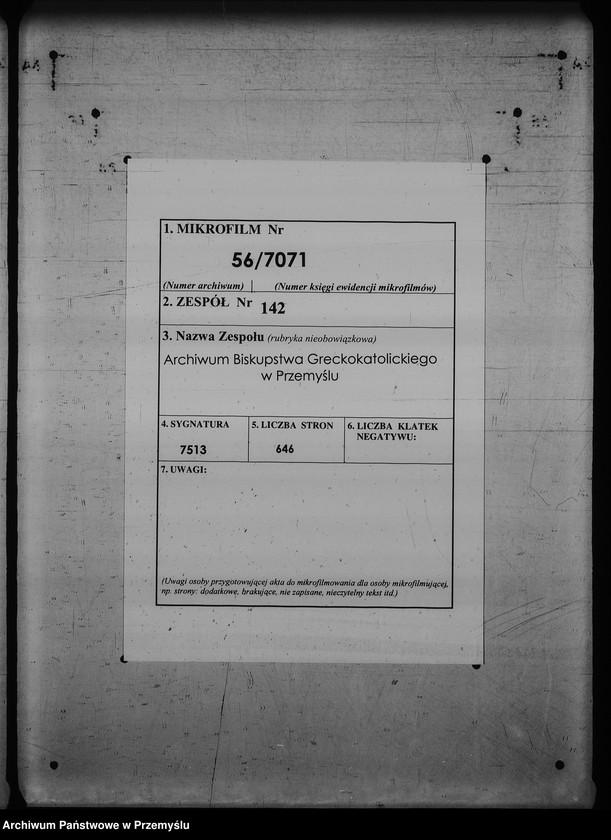 1. MIKROFILM Nr
56/7071
(Numer archiwum) | (Numer księgi ewidencji mikrofilmów)
2. ZESPÓŁ Nr 142
3. Nazwa Zespołu (rubryka nieobowiązkowa)
Archiwum Biskupstwa Greckokatolickiego
w Przemyślu
4. SYGNATURA
7513
5. LICZBA STRON
646
6. LICZBA KLATEK
NEGATYWU:
7. UWAGI:
(Uwagi osoby przygotowującej akta do mikrofilmowania dla osoby mikrofilmującej,
np. strony: dodatkowe, brakujące, nie zapisane, nieczytelny tekst itd.)
Archiwum Państwowe w Przemyślu